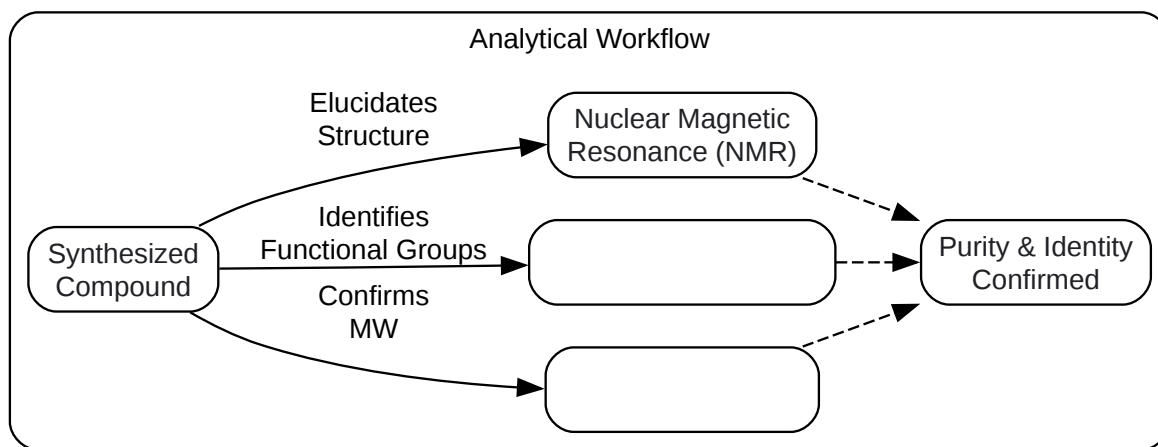 Analytical Workflow
Elucidates
Structure
Nuclear Magnetic
Resonance (NMR)
Identifies
Functional Groups
Synthesized
Compound
Purity & Identity
Confirmed
Confirms
MW